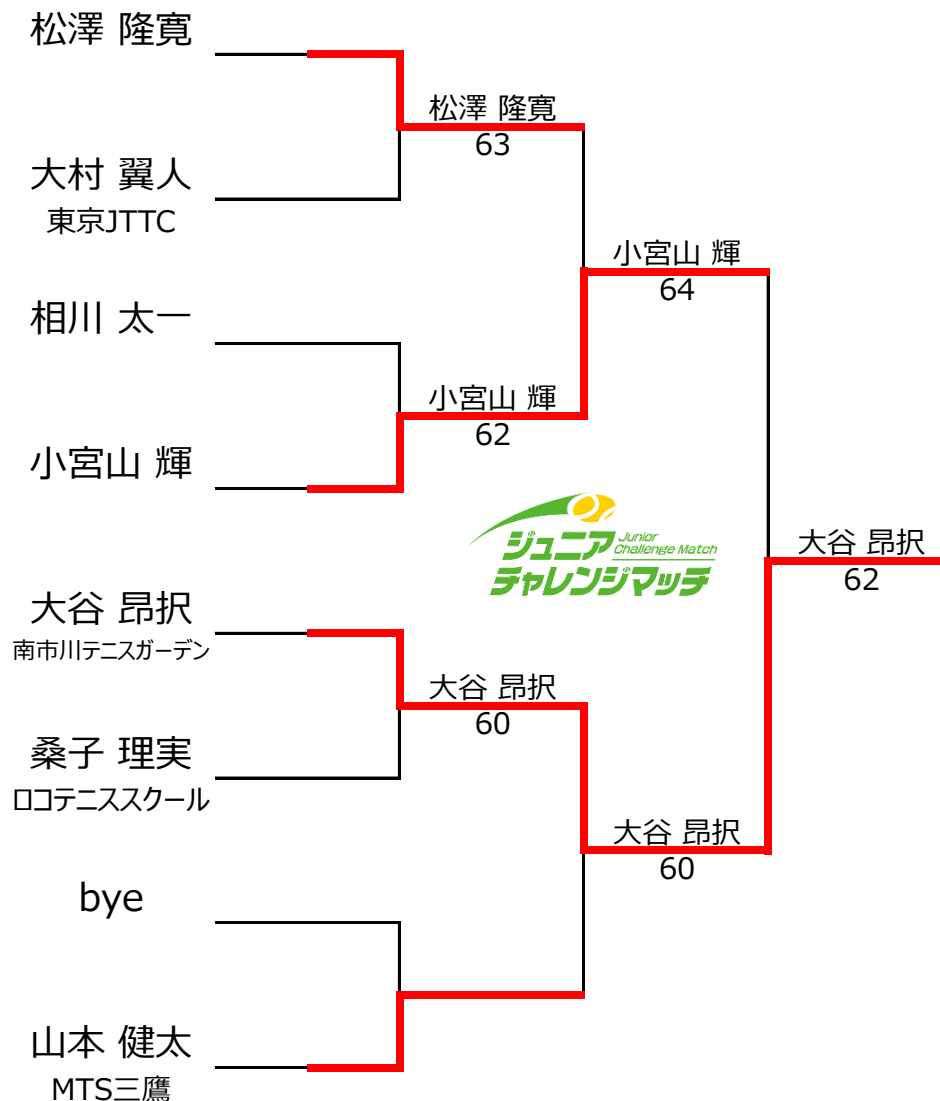 松澤 隆寛
松澤 隆寛
63
大村 翼人
東京JTTC
小宮山 輝
64
相川 太一
小宮山 輝
62
小宮山 輝
ジュニア
Junior
Challenge Match
チャレンジマッチ
大谷 昂択
62
大谷 昂択
南市川テニスガーデン
大谷 昂択
60
桑子 理実
ロコテニススクール
大谷 昂択
60
bye
山本 健太
MTS三鷹